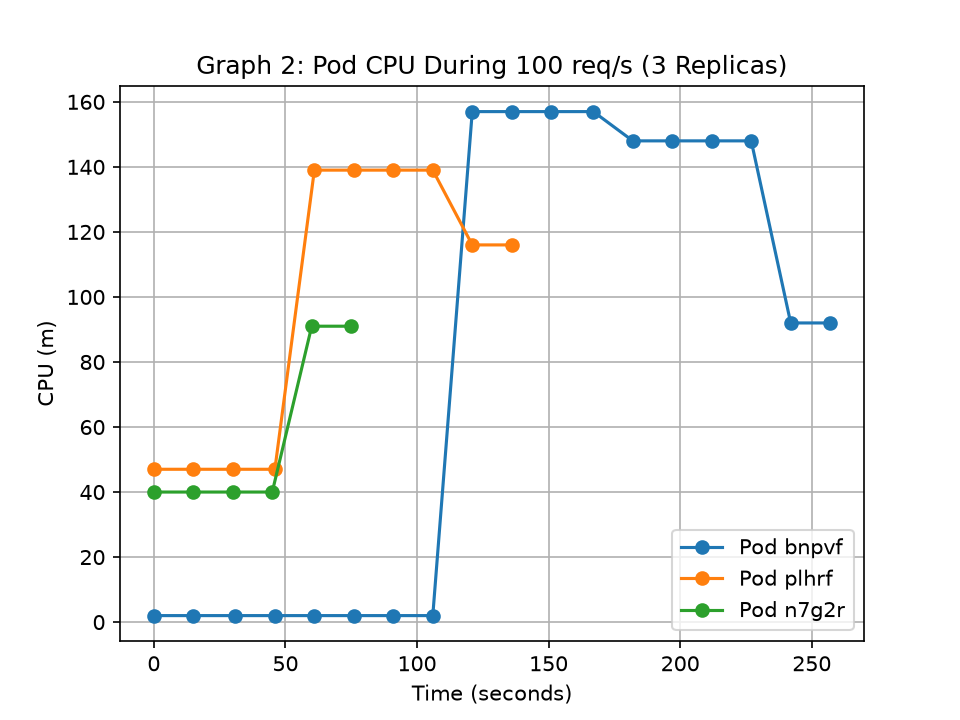 Graph 2: Pod CPU During 100 req/s (3 Replicas)
160
140
120
100
80
60
40
20
0
CPU (m)
0 50 100 150 200 250
Time (seconds)
Pod bnpvf
Pod plhrf
Pod n7g2r